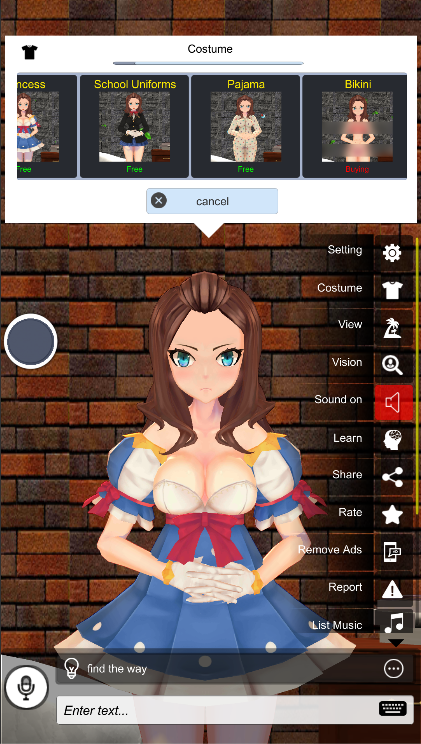 Costume
ncess
School Uniforms
Pajama
Bikini
Free
Free
Free
Buying
cancel
Setting
Costume
View
Vision
Sound on
Learn
Share
Rate
Remove Ads
Report
List Music
find the way
Enter text...